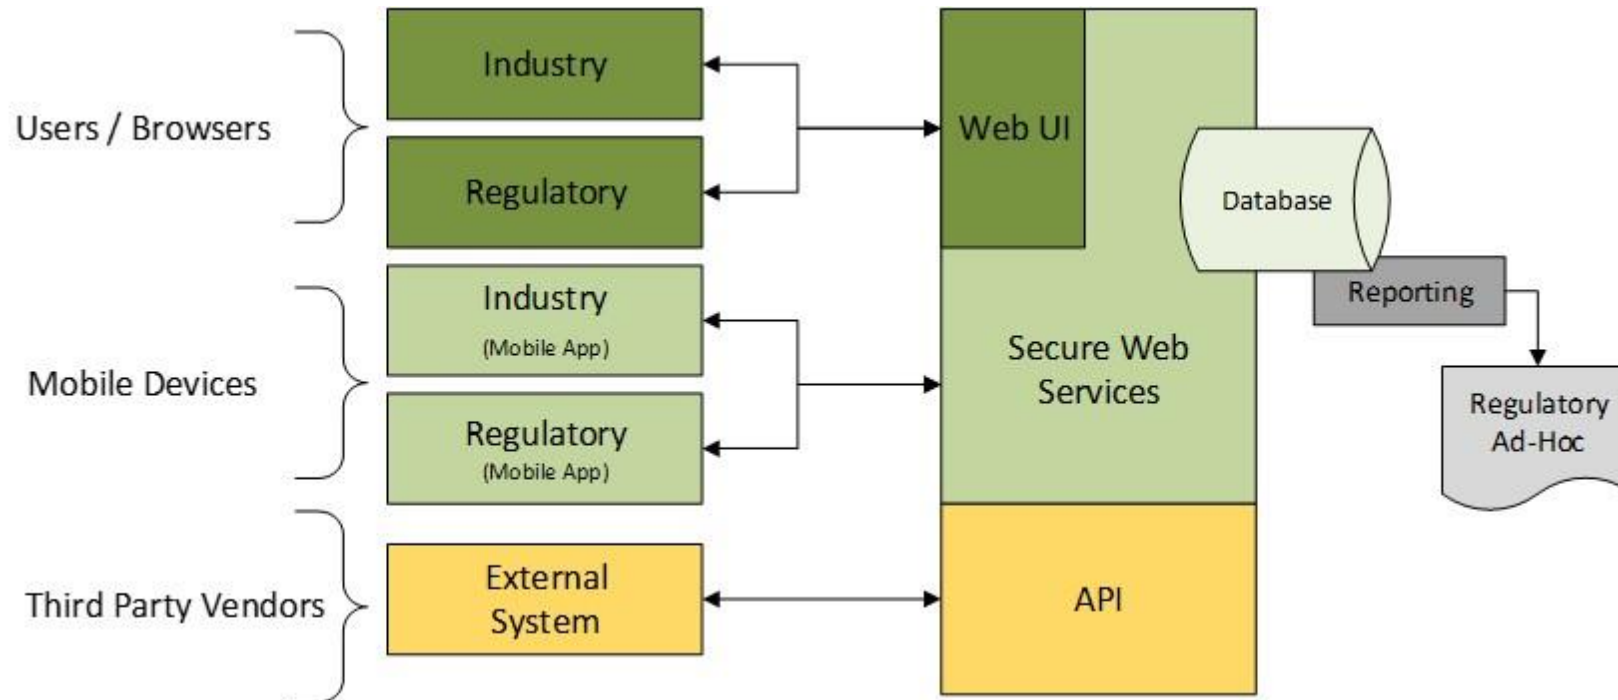 Users / Browsers
Industry
Regulatory
Web UI
Database
Reporting
Mobile Devices
Industry
(Mobile App)
Regulatory
(Mobile App)
Secure Web
Services
Regulatory
Ad-Hoc
Third Party Vendors
External
System
API